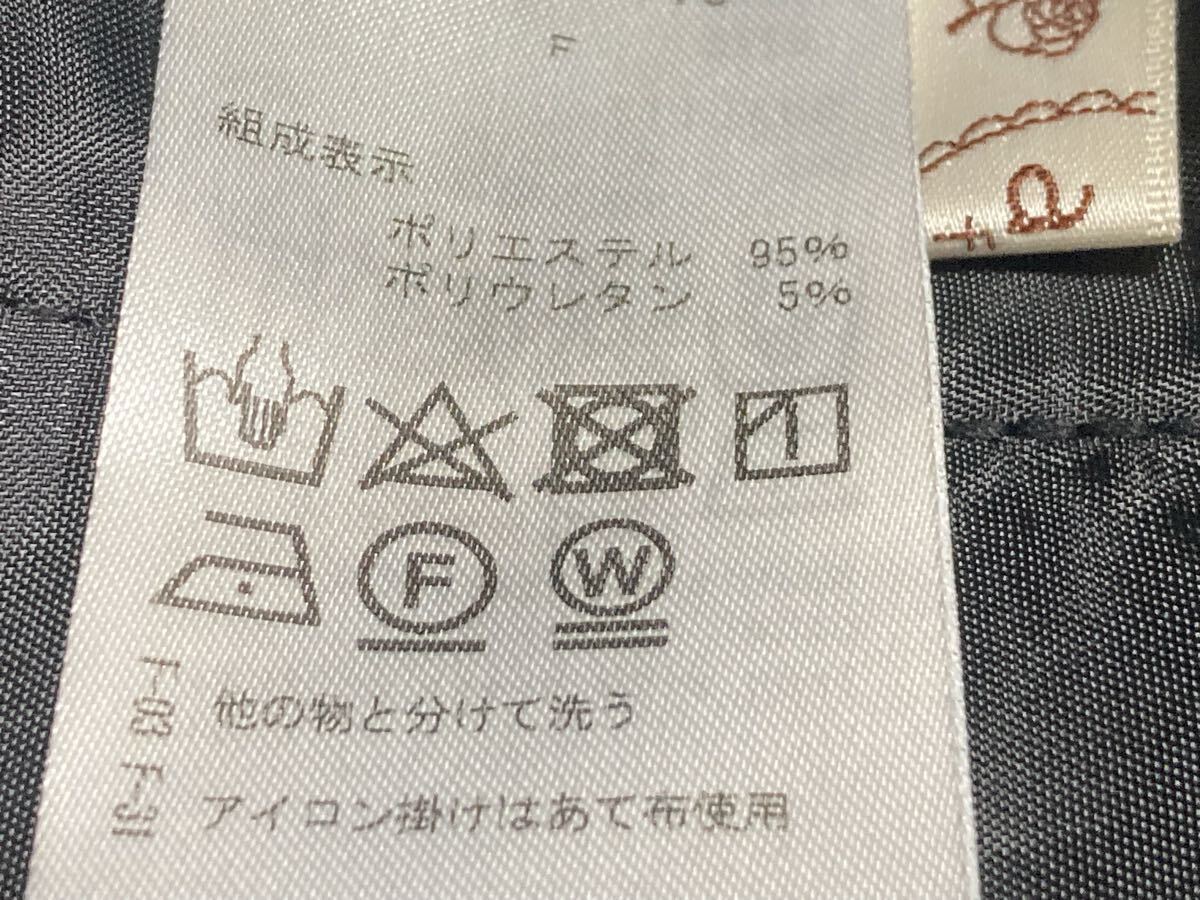 F
組成表示
ポリエステル 95%
ポリウレタン 5%
F W
他の物と分けて洗う
アイロン掛けはあて布使用